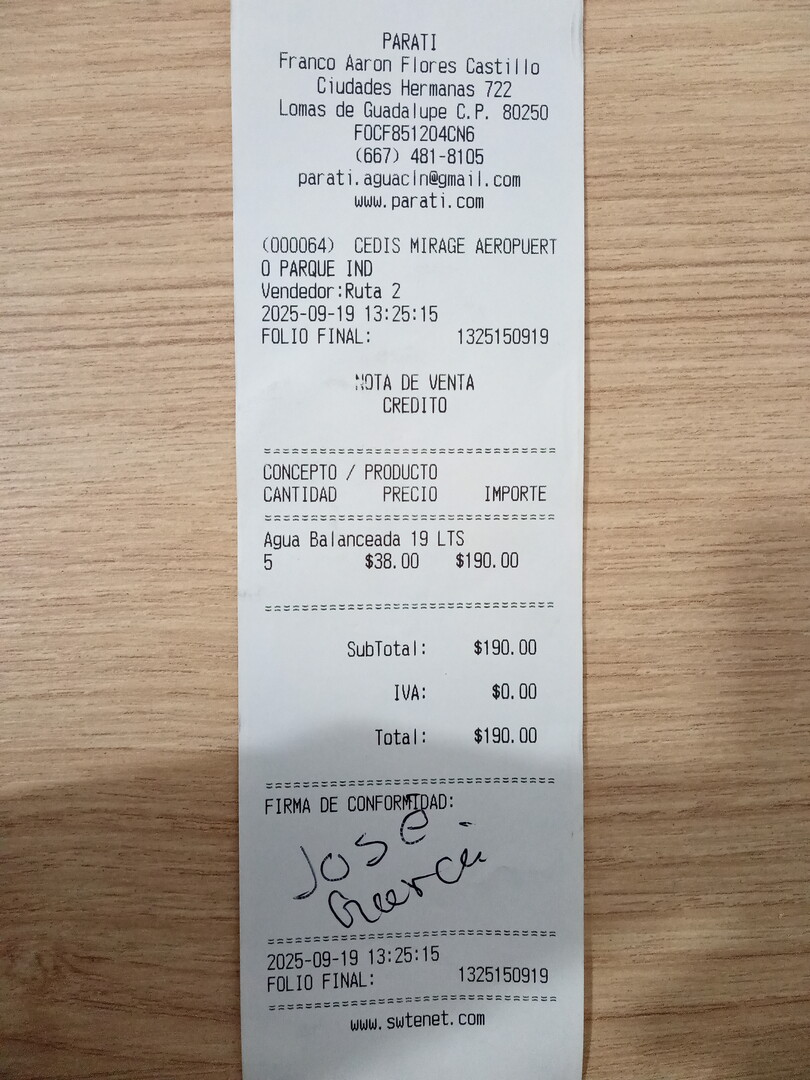 PARATI
Franco Aaron Flores Castillo
Ciudades Hermanas 722
Lomas de Guadalupe C.P. 80250
FOCF851204CN6
(667) 481-8105
parati.aguacln@gmail.com
www.parati.com
(000064) CEDIS MIRAGE AEROPUERT
O PARQUE IND
Vendedor:Ruta 2
2025-09-19 13:25:15
FOLIO FINAL: 1325150919
NOTA DE VENTA
CREDITO
CONCEPTO / PRODUCTO
CANTIDAD PRECIO IMPORTE
Agua Balanceada 19 LTS
5 $38.00 $190.00
SubTotal: $190.00
IVA: $0.00
Total: $190.00
FIRMA DE CONFORMIDAD:
José
2025-09-19 13:25:15
FOLIO FINAL: 1325150919
www.swtenet.com